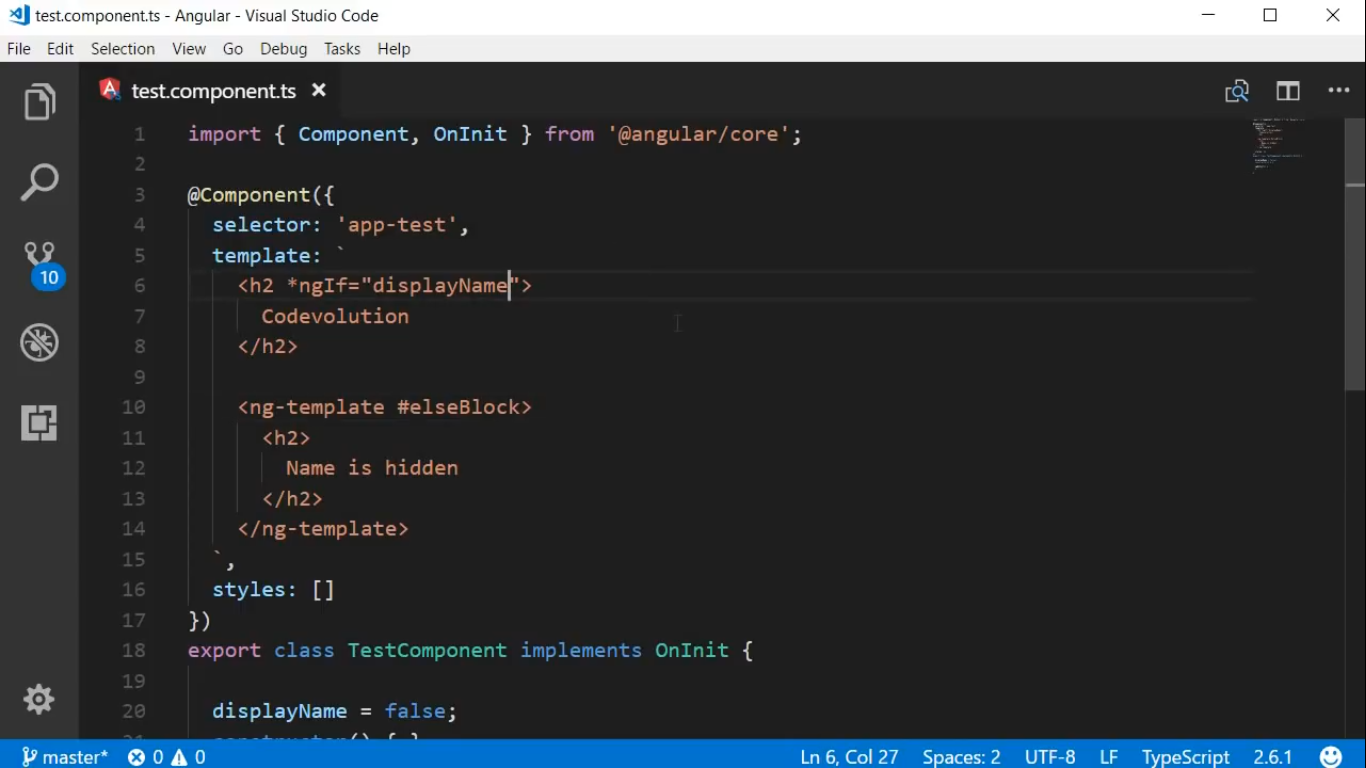 test.component.ts - Angular - Visual Studio Code
File Edit Selection View Go Debug Tasks Help
test.component.ts
1 import { Component, OnInit } from '@angular/core';
2
3 @Component({
4 selector: 'app-test',
5 template: `
6 <h2 *ngIf="displayName">
7 Codevolution
8 </h2>
9
10 <ng-template #elseBlock>
11 <h2>
12 Name is hidden
13 </h2>
14 </ng-template>
15 `,
16 styles: []
17 })
18 export class TestComponent implements OnInit {
19
20 displayName = false;
21 constructor() { }
10
master* 0 0 Ln 6, Col 27 Spaces: 2 UTF-8 LF TypeScript 2.6.1